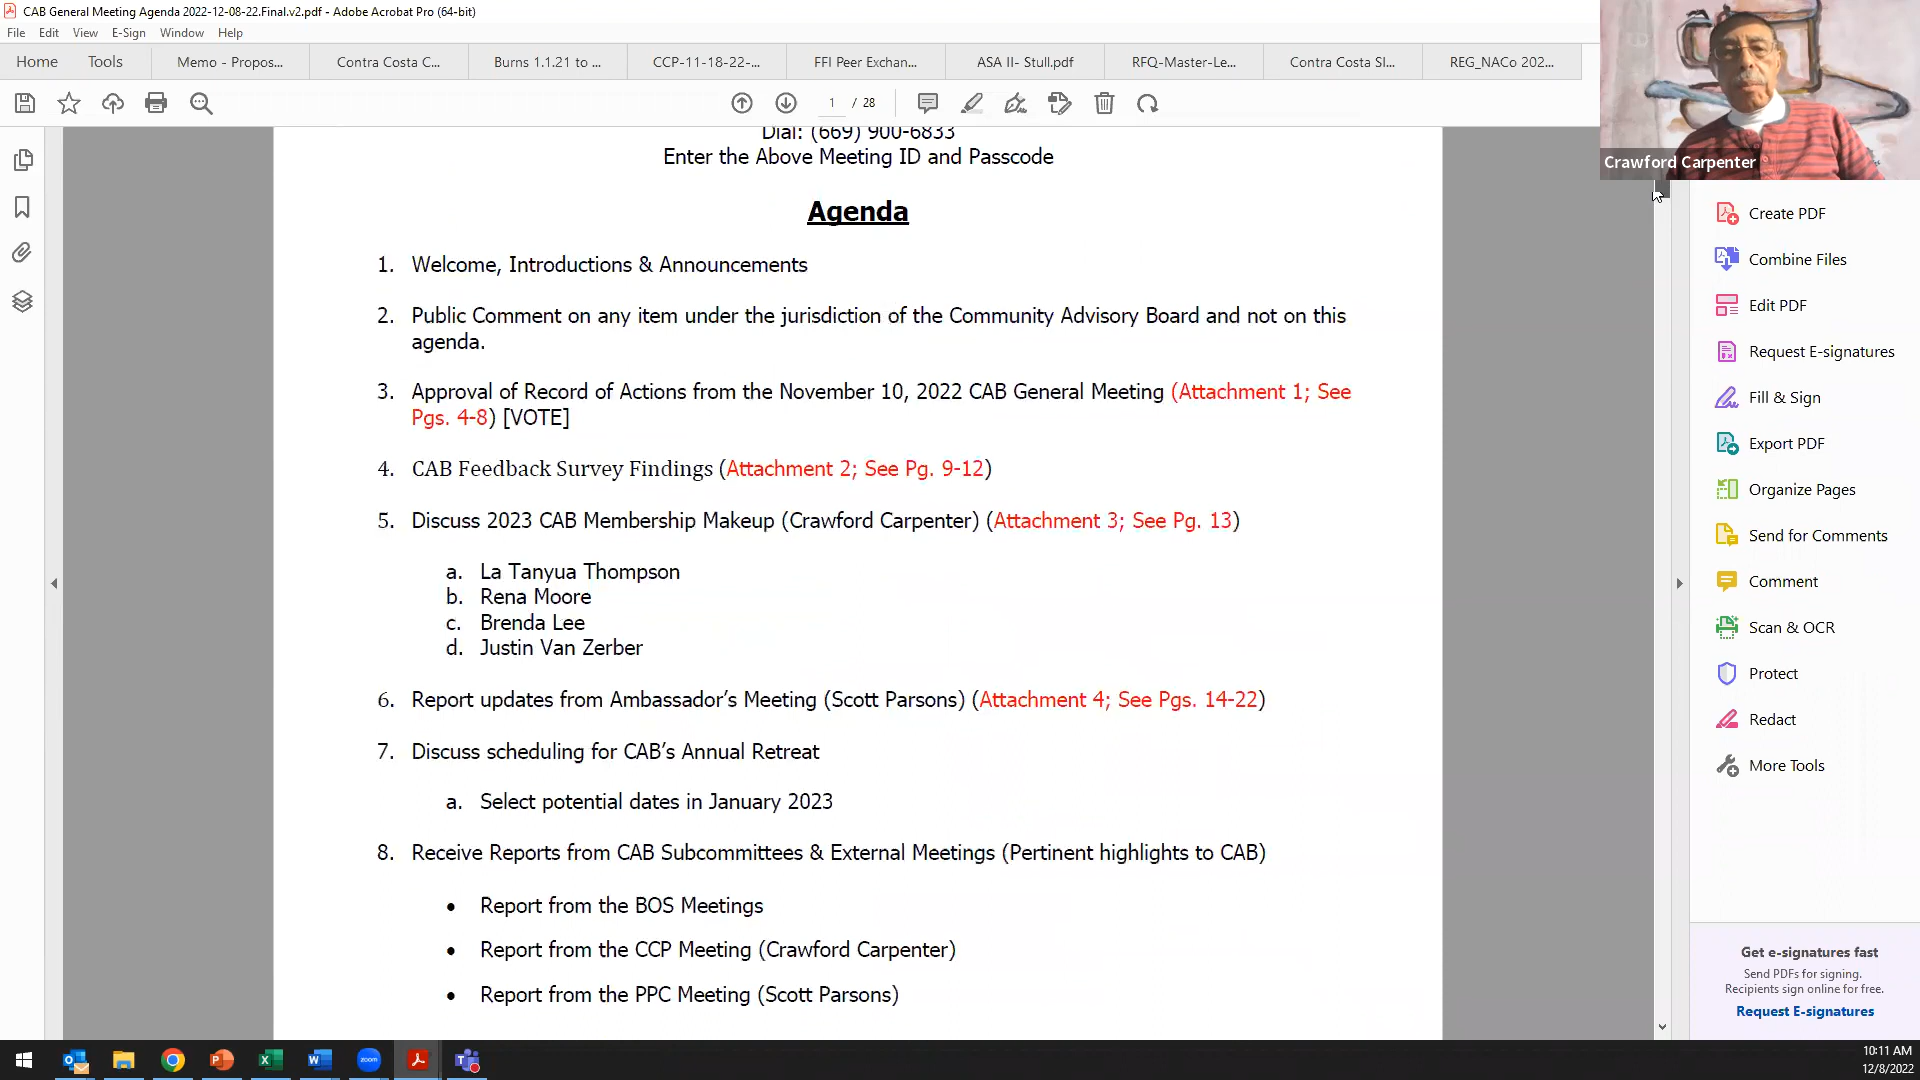 CAB General Meeting Agenda 2022-12-08-22.Final.v2.pdf - Adobe Acrobat Pro (64-bit)
File Edit View E-Sign Window Help
Home Tools Memo - Propos... Contra Costa C... Burns 1.1.21 to ... CCP-11-18-22-... FFI Peer Exchan... ASA II- Stull.pdf RFQ-Master-Le... Contra Costa SI... REG_NACo 202...
1 / 28
Crawford Carpenter
Dial: (669) 900-6833
Enter the Above Meeting ID and Passcode
Agenda
1. Welcome, Introductions & Announcements
2. Public Comment on any item under the jurisdiction of the Community Advisory Board and not on this
agenda.
3. Approval of Record of Actions from the November 10, 2022 CAB General Meeting (Attachment 1; See
Pgs. 4-8) [VOTE]
4. CAB Feedback Survey Findings (Attachment 2; See Pg. 9-12)
5. Discuss 2023 CAB Membership Makeup (Crawford Carpenter) (Attachment 3; See Pg. 13)
a. La Tanyua Thompson
b. Rena Moore
c. Brenda Lee
d. Justin Van Zerber
6. Report updates from Ambassador’s Meeting (Scott Parsons) (Attachment 4; See Pgs. 14-22)
7. Discuss scheduling for CAB’s Annual Retreat
a. Select potential dates in January 2023
8. Receive Reports from CAB Subcommittees & External Meetings (Pertinent highlights to CAB)
• Report from the BOS Meetings
• Report from the CCP Meeting (Crawford Carpenter)
• Report from the PPC Meeting (Scott Parsons)
Create PDF
Combine Files
Edit PDF
Request E-signatures
Fill & Sign
Export PDF
Organize Pages
Send for Comments
Comment
Scan & OCR
Protect
Redact
More Tools
Get e-signatures fast
Send PDFs for signing.
Recipients sign online for free.
Request E-signatures
zoom
10:11 AM
12/8/2022